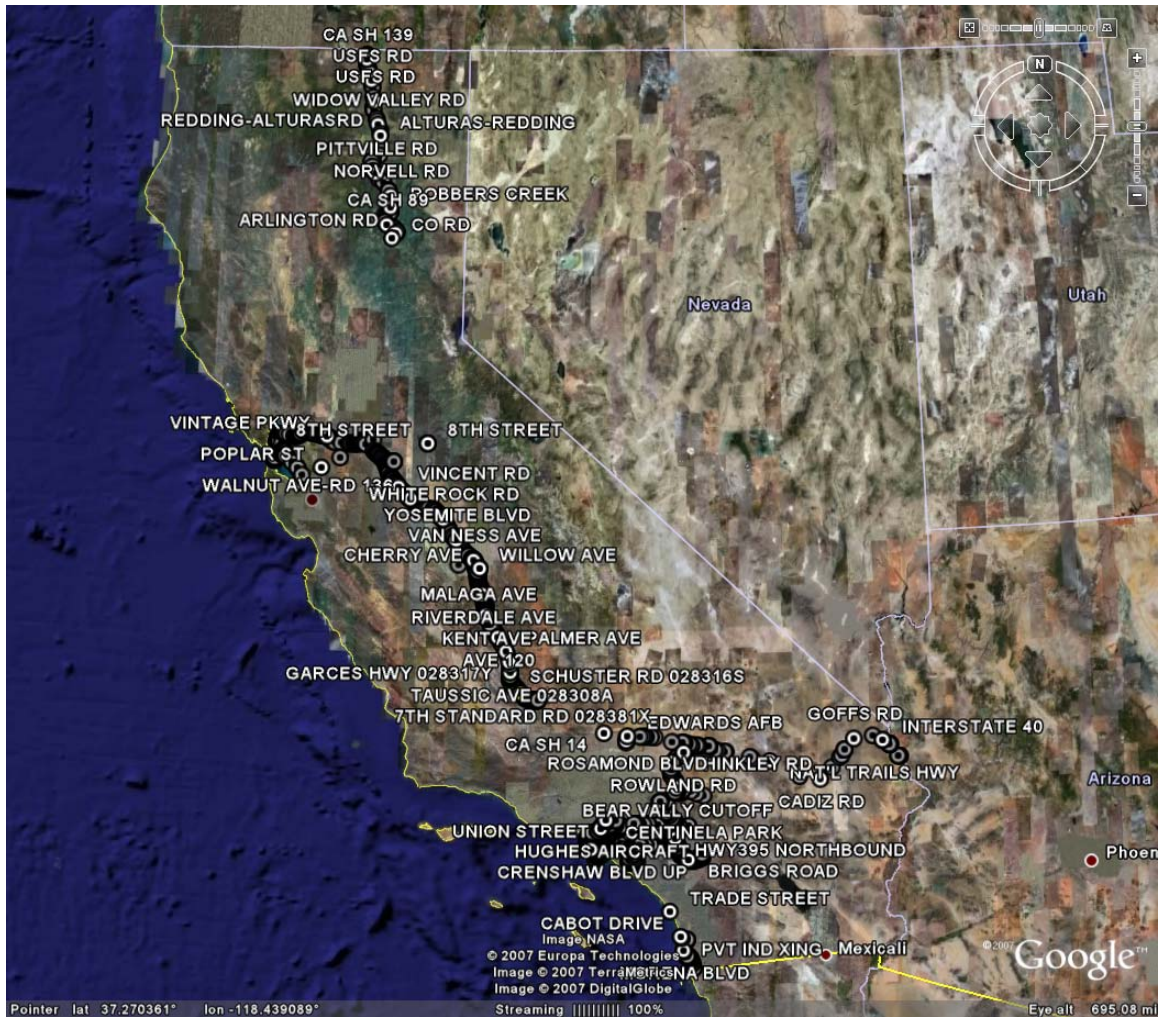 CA SH 139
USFS RD
USFS RD
N
WIDOW VALLEY RD
REDDING-ALTURASRD ALTURAS-REDDING
PITTVILLE RD
NORVELL RD
ROBBERS CREEK
CA SH 89
ARLINGTON RD CO RD
Nevada
Utah
VINTAGE PKWY 8TH STREET 8TH STREET
POPLAR ST
VINCENT RD
WALNUT AVE-RD
WHITE ROCK RD
YOSEMITE BLVD
VAN NESS AVE
CHERRY AVE WILLOW AVE
MALAGA AVE
RIVERDALE AVE
KENT AVE PALMER AVE
AVE 120
GARCES HWY 028317Y SCHUSTER RD 028316S
TAUSSIC AVE 028308A
7TH STANDARD RD 028381X EDWARDS AFB GOFFS RD
INTERSTATE 40
CA SH 14
ROSAMOND BLVD HINKLEY RD
NAT'L TRAILS HWY
Arizona
ROWLAND RD
CADIZ RD
BEAR VALLY CUTOFF
UNION STREET CENTINELA PARK
HUGHES AIRCRAFT HWY395 NORTHBOUND
Phoen
CRENSHAW BLVD UP BRIGGS ROAD
TRADE STREET
CABOT DRIVE
Image NASA
PVT IND XING Mexicali
© 2007 Europa Technologies
©2007 Google™
Image © 2007 TerraMetrics
BLVD
Image © 2007 DigitalGlobe
Pointer lat 37.270361° lon -118.439089° Streaming |||||||||| 100% Eye alt 695.08 mi